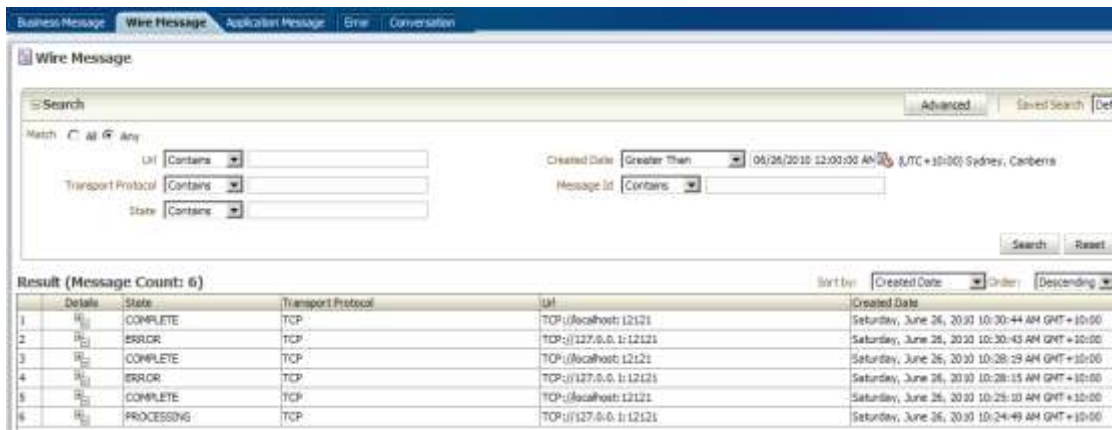 Business Message Wire Message Application Message Error Conversation
Wire Message
Search Advanced Saved Search Def
Match All Any
Url Contains Created Date Greater Than 06/26/2010 12:00:00 AM (UTC+10:00) Sydney, Canberra
Transport Protocol Contains Message Id Contains
State Contains
Search Reset
Result (Message Count: 6) Sort by: Created Date Order: Descending
Details State Transport Protocol Url Created Date
1 COMPLETE TCP TCP://localhost:12121 Saturday, June 26, 2010 10:30:44 AM GMT+10:00
2 ERROR TCP TCP://127.0.0.1:12121 Saturday, June 26, 2010 10:30:43 AM GMT+10:00
3 COMPLETE TCP TCP://localhost:12121 Saturday, June 26, 2010 10:28:19 AM GMT+10:00
4 ERROR TCP TCP://127.0.0.1:12121 Saturday, June 26, 2010 10:28:15 AM GMT+10:00
5 COMPLETE TCP TCP://localhost:12121 Saturday, June 26, 2010 10:25:10 AM GMT+10:00
6 PROCESSING TCP TCP://127.0.0.1:12121 Saturday, June 26, 2010 10:24:49 AM GMT+10:00